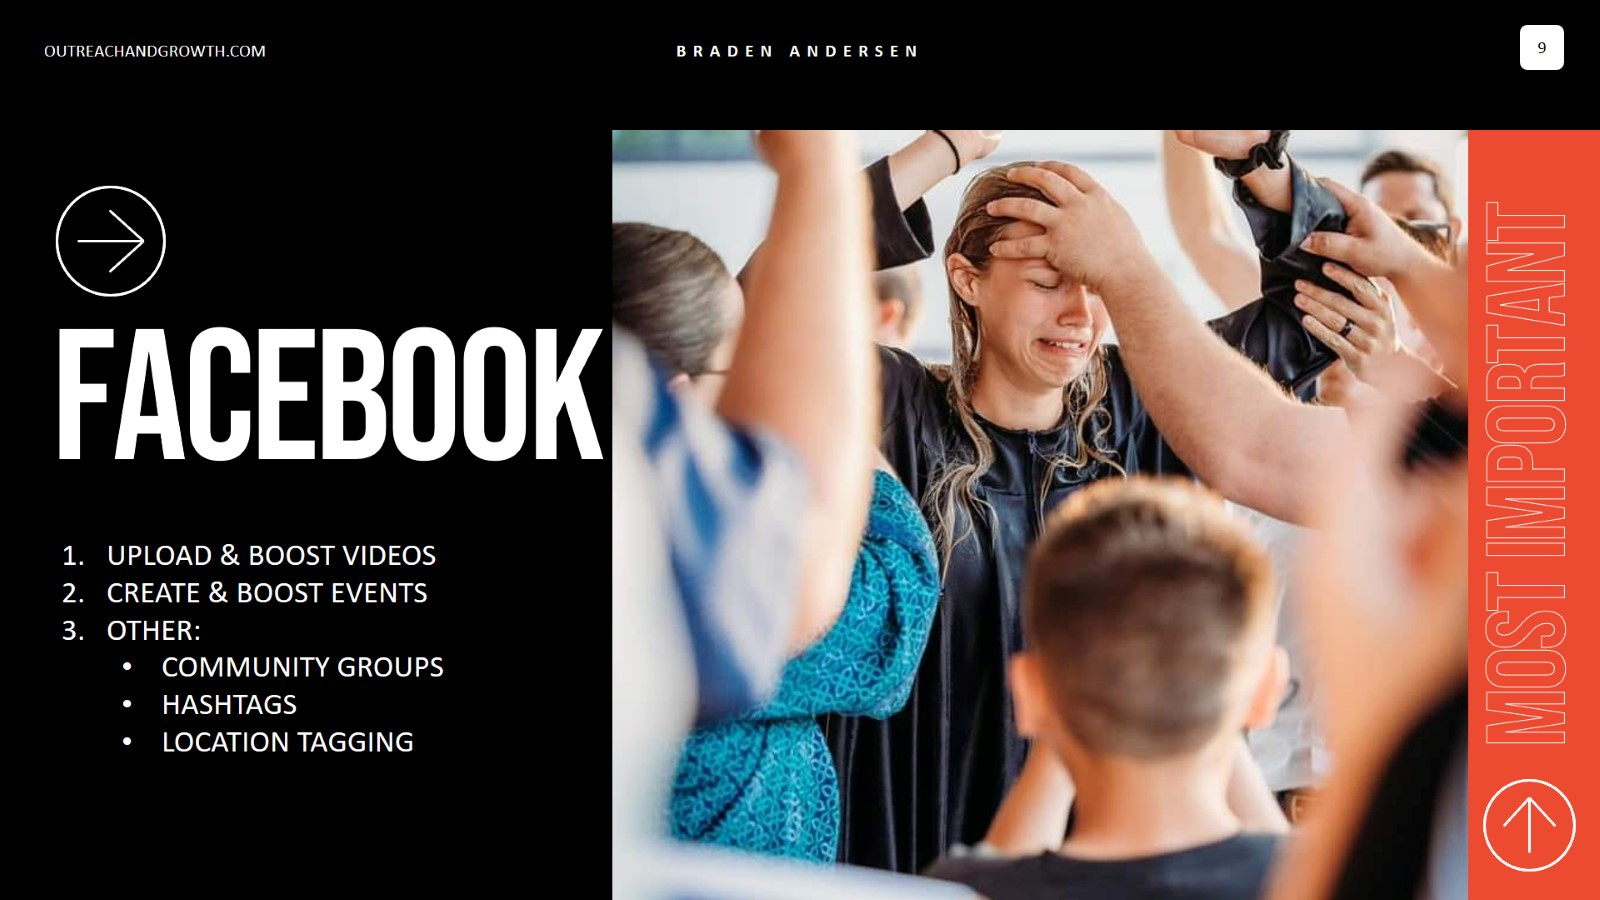 OUTREACHANDGROWTH.COM
BRADEN ANDERSEN
9
FACEBOOK
1. UPLOAD & BOOST VIDEOS
2. CREATE & BOOST EVENTS
3. OTHER:
• COMMUNITY GROUPS
• HASHTAGS
• LOCATION TAGGING
MOST IMPORTANT